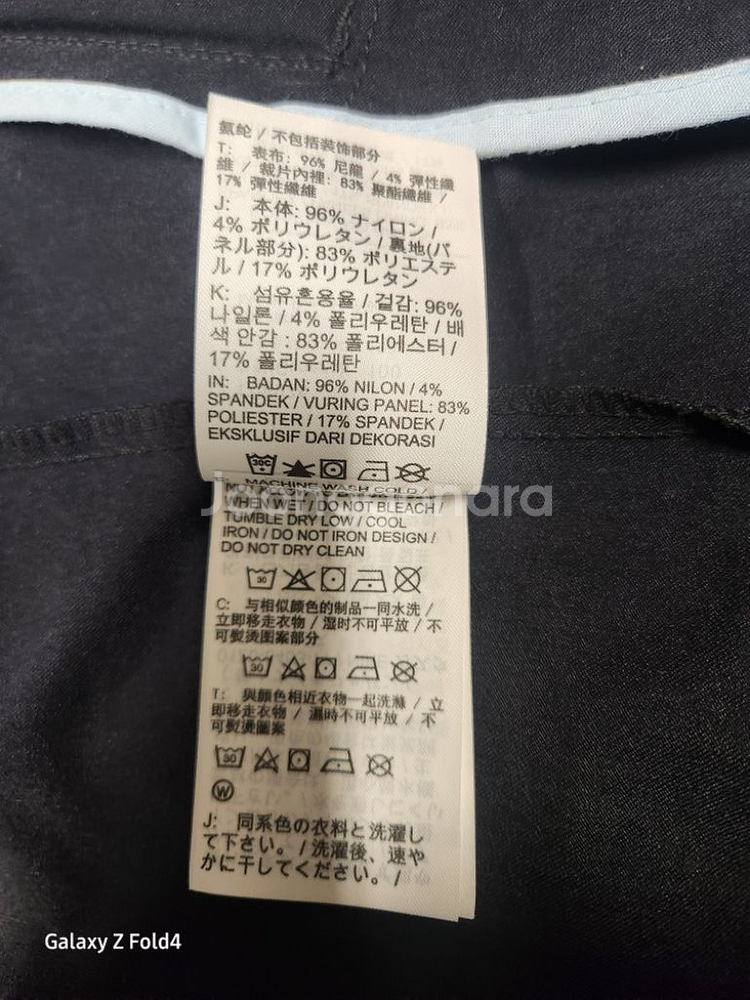 氨纶 / 不包括装饰部分
T: 表布: 96% 尼龍 / 4% 彈性纖
維 / 裁片內裡: 83% 聚酯纖維 /
17% 彈性纖維
J: 本体: 96% ナイロン /
4% ポリウレタン / 裏地(パ
ネル部分): 83% ポリエステ
ル / 17% ポリウレタン
K: 섬유혼용율 / 겉감: 96%
나일론 / 4% 폴리우레탄 / 배
색 안감 : 83% 폴리에스터 /
17% 폴리우레탄
IN: BADAN: 96% NILON / 4%
SPANDEK / VURING PANEL: 83%
POLIESTER / 17% SPANDEK /
EKSKLUSIF DARI DEKORASI
30C
MACHINE WASH COLD /
WHEN WET / DO NOT BLEACH /
TUMBLE DRY LOW / COOL
IRON / DO NOT IRON DESIGN /
DO NOT DRY CLEAN
30
C: 与相似颜色的制品一同水洗 /
立即移走衣物 / 湿时不可平放 / 不
可熨烫图案部分
30
T: 與顏色相近衣物一起洗滌 / 立
即移走衣物 / 濕時不可平放 / 不
可熨燙圖案
30
W
J: 同系色の衣料と洗濯し
て下さい。 / 洗濯後、速や
かに干してください。 /
Galaxy Z Fold4